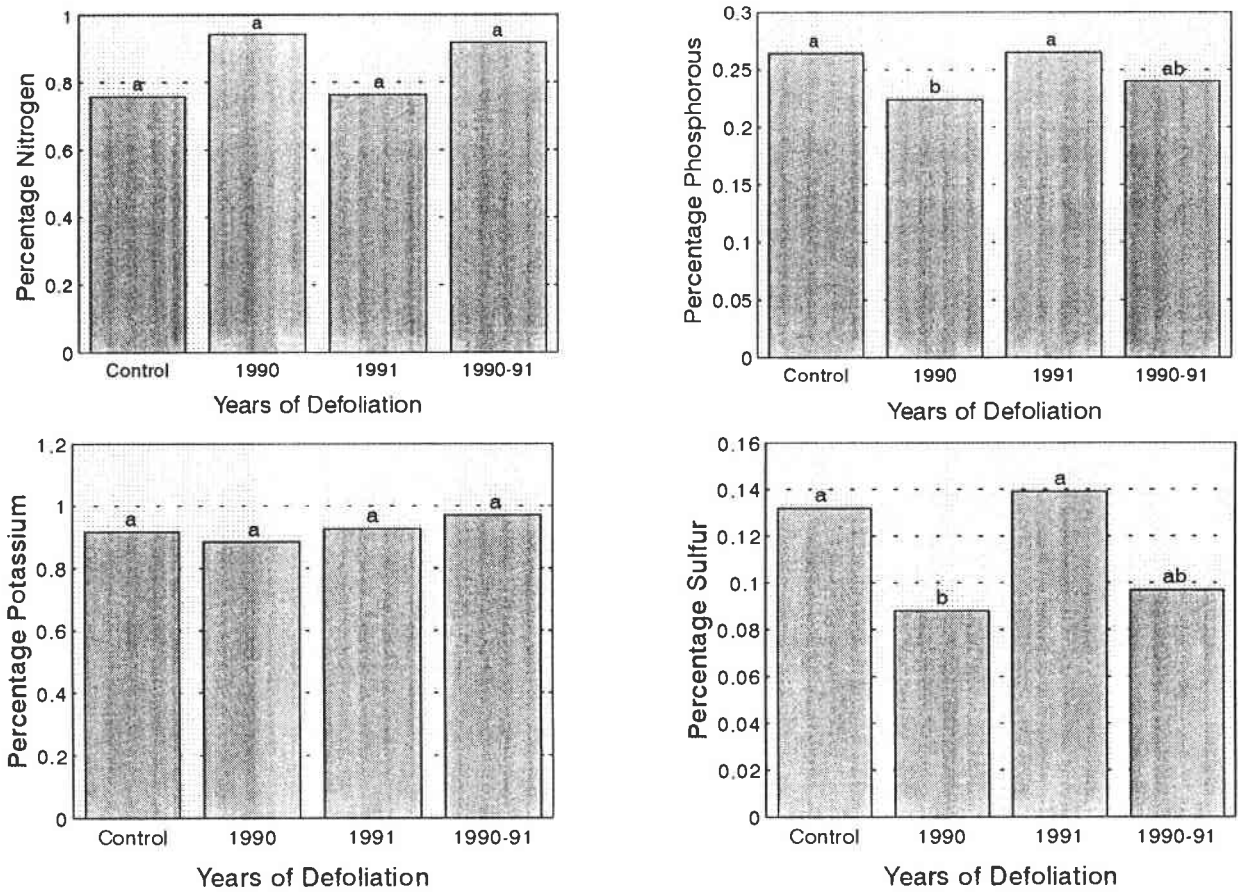 Percentage Nitrogen
1
0.8
0.6
0.4
0.2
0
a
a
a
a
Control 1990 1991 1990-91
Years of Defoliation
Percentage Phosphorous
0.3
0.25
0.2
0.15
0.1
0.05
0
a
b
a
ab
Control 1990 1991 1990-91
Years of Defoliation
Percentage Potassium
1.2
1
0.8
0.6
0.4
0.2
0
a
a
a
a
Control 1990 1991 1990-91
Years of Defoliation
Percentage Sulfur
0.16
0.14
0.12
0.1
0.08
0.06
0.04
0.02
0
a
b
a
ab
Control 1990 1991 1990-91
Years of Defoliation